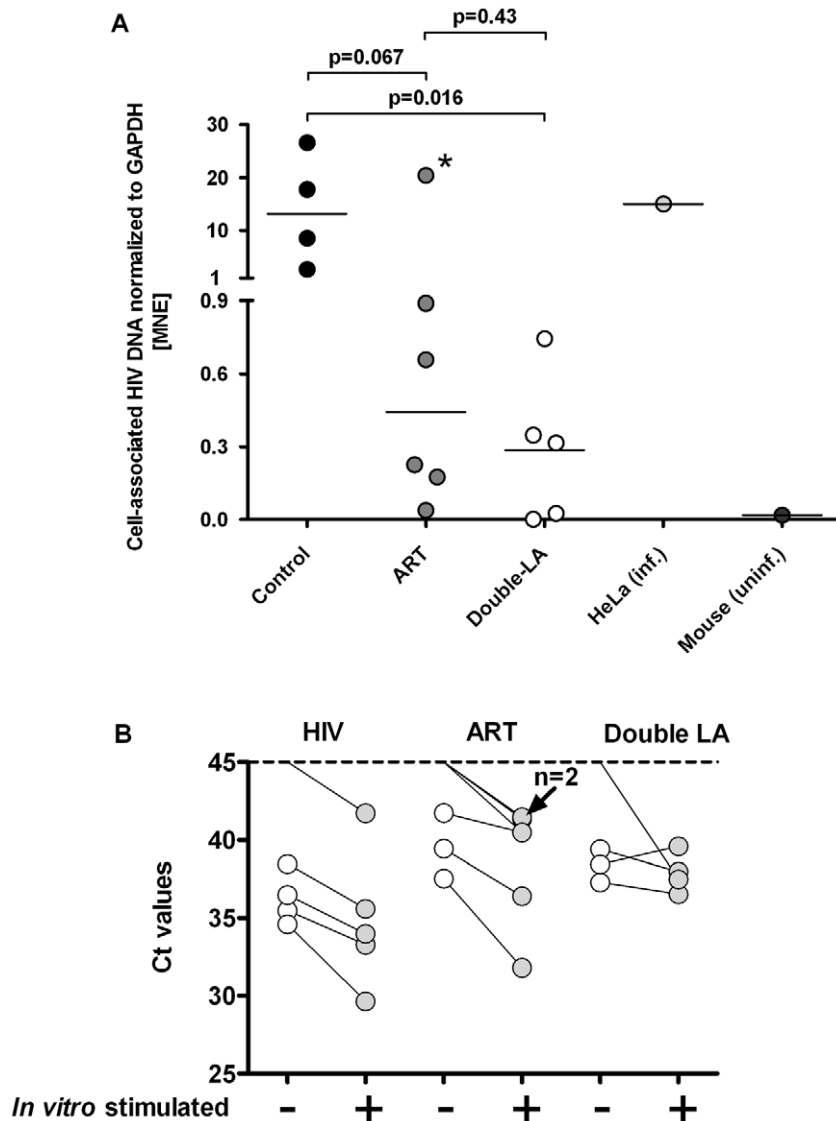 A
p=0.43
p=0.067
p=0.016
Cell-associated HIV DNA normalized to GAPDH
[MNE]
30
20
10
1
0.9
0.6
0.3
0.0
*
Control
ART
Double-LA
HeLa (inf.)
Mouse (uninf.)
B
HIV ART Double LA
n=2
Ct values
45
40
35
30
25
In vitro stimulated - + - + - +